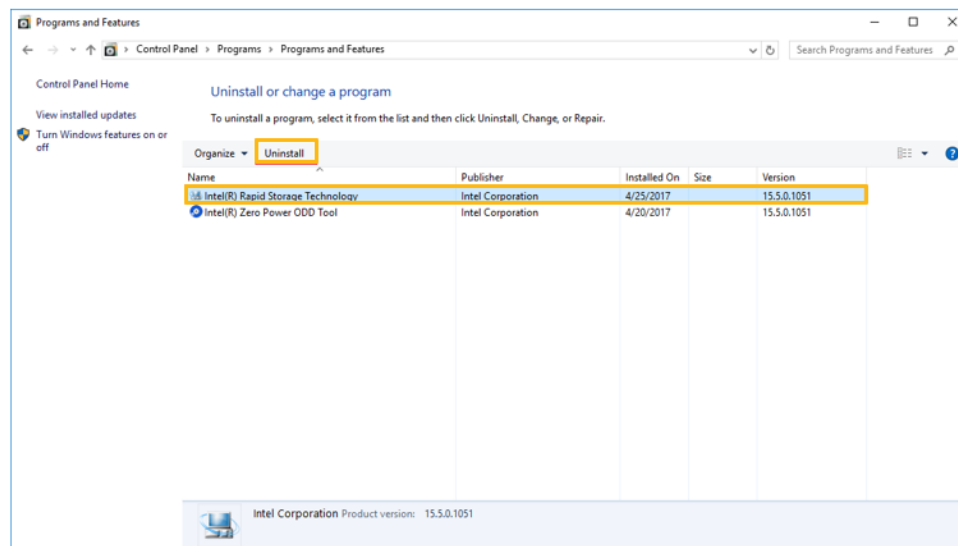 Programs and Features
Control Panel > Programs > Programs and Features
Search Programs and Features
Control Panel Home
View installed updates
Turn Windows features on or
off
Uninstall or change a program
To uninstall a program, select it from the list and then click Uninstall, Change, or Repair.
Organize Uninstall
Name Publisher Installed On Size Version
Intel(R) Rapid Storage Technology Intel Corporation 4/25/2017 15.5.0.1051
Intel(R) Zero Power ODD Tool Intel Corporation 4/20/2017 15.5.0.1051
Intel Corporation Product version: 15.5.0.1051